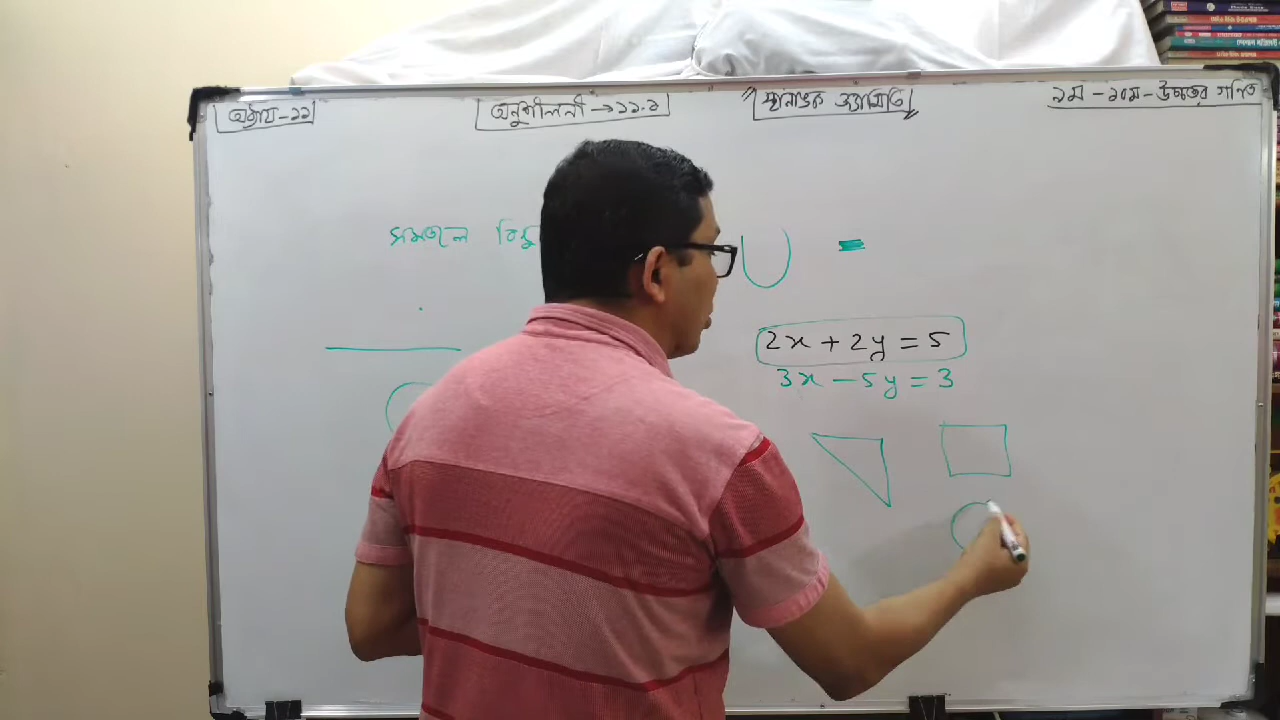 অধ্যায় - ১১
অনুশীলনী → ১১.১
"স্থানাঙ্ক জ্যামিতি"
৯ম - ১০ম - উচ্চতর গণিত
সমতলে বিন্দু
2x + 2y = 5
3x - 5y = 3